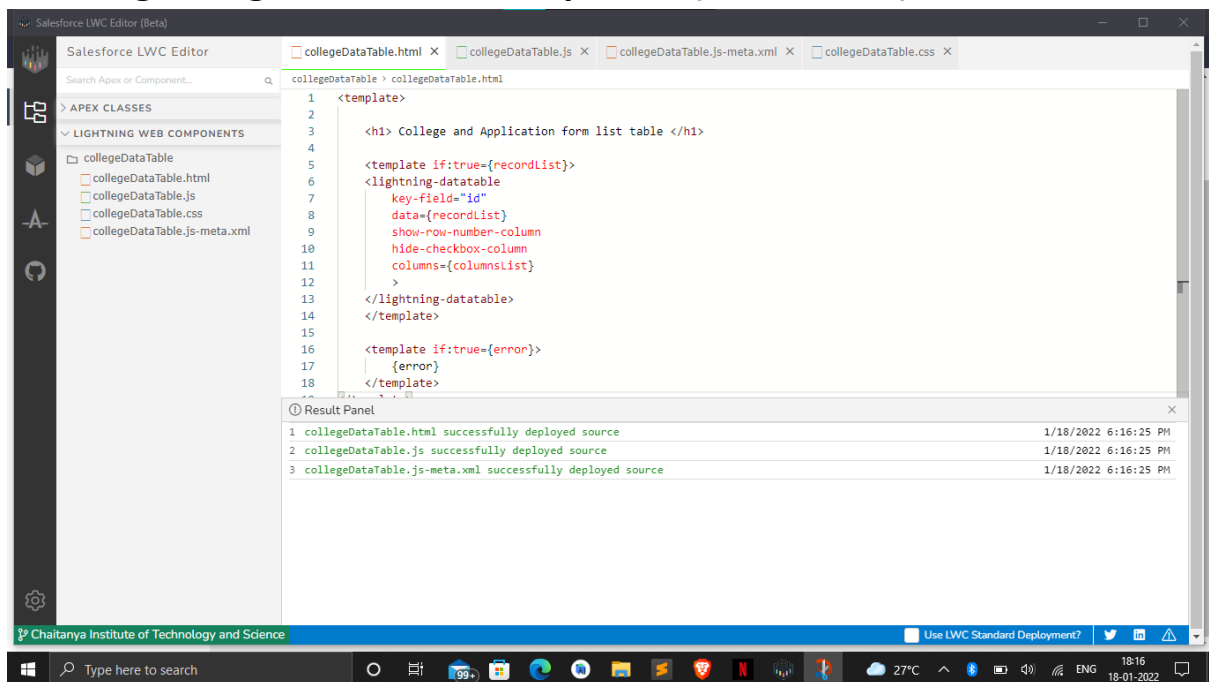 Salesforce LWC Editor (Beta)
Salesforce LWC Editor
Search Apex or Component...
APEX CLASSES
LIGHTNING WEB COMPONENTS
collegeDataTable
collegeDataTable.html
collegeDataTable.js
collegeDataTable.css
collegeDataTable.js-meta.xml
collegeDataTable.html × collegeDataTable.js × collegeDataTable.js-meta.xml × collegeDataTable.css ×
collegeDataTable > collegeDataTable.html
1 <template>
2
3 <h1> College and Application form list table </h1>
4
5 <template if:true={recordList}>
6 <lightning-datatable
7 key-field="id"
8 data={recordList}
9 show-row-number-column
10 hide-checkbox-column
11 columns={columnsList}
12 >
13 </lightning-datatable>
14 </template>
15
16 <template if:true={error}>
17 {error}
18 </template>
Result Panel
1 collegeDataTable.html successfully deployed source 1/18/2022 6:16:25 PM
2 collegeDataTable.js successfully deployed source 1/18/2022 6:16:25 PM
3 collegeDataTable.js-meta.xml successfully deployed source 1/18/2022 6:16:25 PM
Chaitanya Institute of Technology and Science
Use LWC Standard Deployment?
Type here to search
99+
27°C
ENG
18:16
18-01-2022